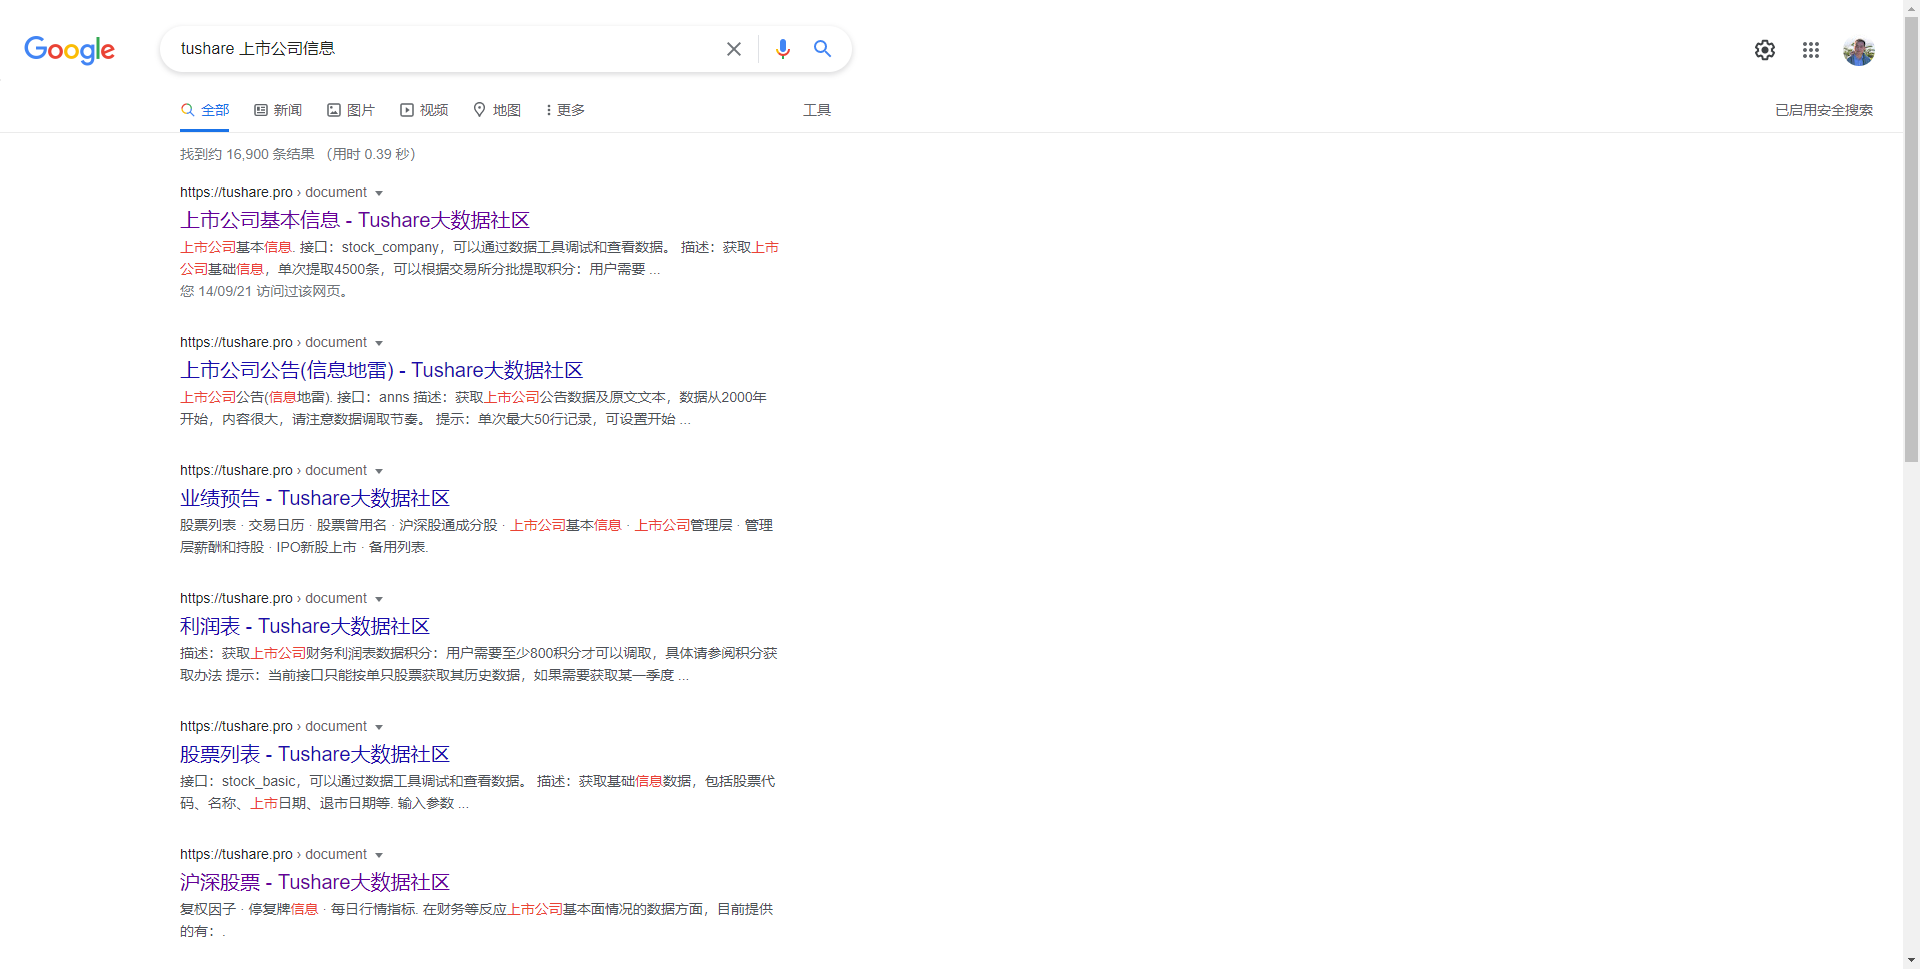 Google
tushare 上市公司信息
全部 新闻 图片 视频 地图 更多 工具 已启用安全搜索
找到约 16,900 条结果 （用时 0.39 秒）
https://tushare.pro › document
上市公司基本信息 - Tushare大数据社区
上市公司基本信息. 接口：stock_company，可以通过数据工具调试和查看数据。 描述：获取上市
公司基础信息，单次提取4500条，可以根据交易所分批提取积分：用户需要 ...
您 14/09/21 访问过该网页。
https://tushare.pro › document
上市公司公告(信息地雷) - Tushare大数据社区
上市公司公告(信息地雷). 接口：anns 描述：获取上市公司公告数据及原文文本，数据从2000年
开始，内容很大，请注意数据调取节奏。 提示：单次最大50行记录，可设置开始 ...
https://tushare.pro › document
业绩预告 - Tushare大数据社区
股票列表 · 交易日历 · 股票曾用名 · 沪深股通成分股 · 上市公司基本信息 · 上市公司管理层 · 管理
层薪酬和持股 · IPO新股上市 · 备用列表.
https://tushare.pro › document
利润表 - Tushare大数据社区
描述：获取上市公司财务利润表数据积分：用户需要至少800积分才可以调取，具体请参阅积分获
取办法 提示：当前接口只能按单只股票获取其历史数据，如果需要获取某一季度 ...
https://tushare.pro › document
股票列表 - Tushare大数据社区
接口：stock_basic，可以通过数据工具调试和查看数据。 描述：获取基础信息数据，包括股票代
码、名称、上市日期、退市日期等. 输入参数 ...
https://tushare.pro › document
沪深股票 - Tushare大数据社区
复权因子 · 停复牌信息 · 每日行情指标. 在财务等反应上市公司基本面情况的数据方面，目前提供
的有：.